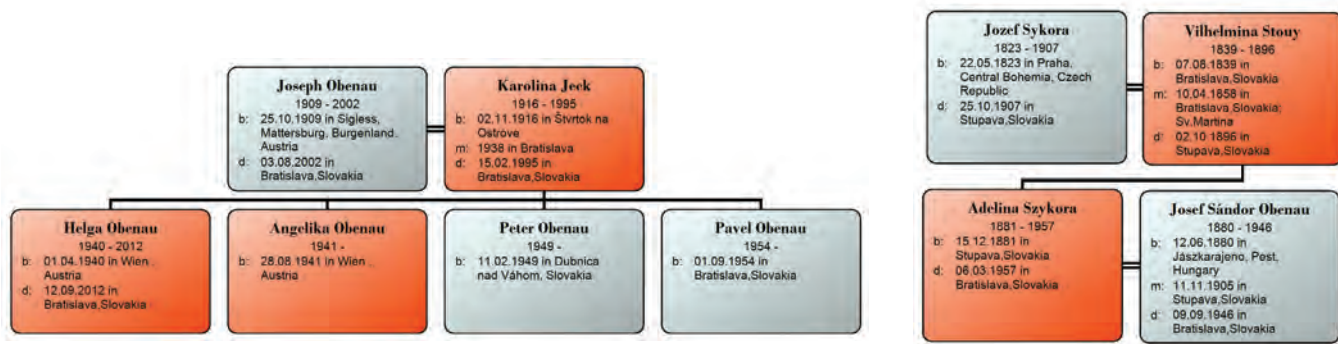 Joseph Obenau
1909 - 2002
b: 25.10.1909 in Sigless,
Mattersburg, Burgenland,
Austria
d: 03.08.2002 in
Bratislava,Slovakia
Karolina Jeck
1916 - 1995
b: 02.11.1916 in Štvrtok na
Ostrove
m: 1938 in Bratislava
d: 15.02.1995 in
Bratislava,Slovakia
Helga Obenau
1940 - 2012
b: 01.04.1940 in Wien ,
Austria
d: 12.09.2012 in
Bratislava,Slovakia
Angelika Obenau
1941 -
b: 28.08.1941 in Wien ,
Austria
Peter Obenau
1949 -
b: 11.02.1949 in Dubnica
nad Váhom, Slovakia
Pavel Obenau
1954 -
b: 01.09.1954 in
Bratislava,Slovakia
Jozef Sykora
1823 - 1907
b: 22.05.1823 in Praha,
Central Bohemia, Czech
Republic
d: 25.10.1907 in
Stupava,Slovakia
Vilhelmina Stouy
1839 - 1896
b: 07.08.1839 in
Bratislava,Slovakia
m: 10.04.1658 in
Bratislava,Slovakia;
Sv.Martina
d: 02.10 1896 in
Stupava,Slovakia
Adelina Szykora
1881 - 1957
b: 15.12.1881 in
Stupava,Slovakia
d: 06.03.1957 in
Bratislava,Slovakia
Josef Sándor Obenau
1880 - 1946
b: 12.06.1880 in
Jászkarajeno, Pest,
Hungary
m: 11.11.1905 in
Stupava,Slovakia
d: 09.09.1946 in
Bratislava,Slovakia